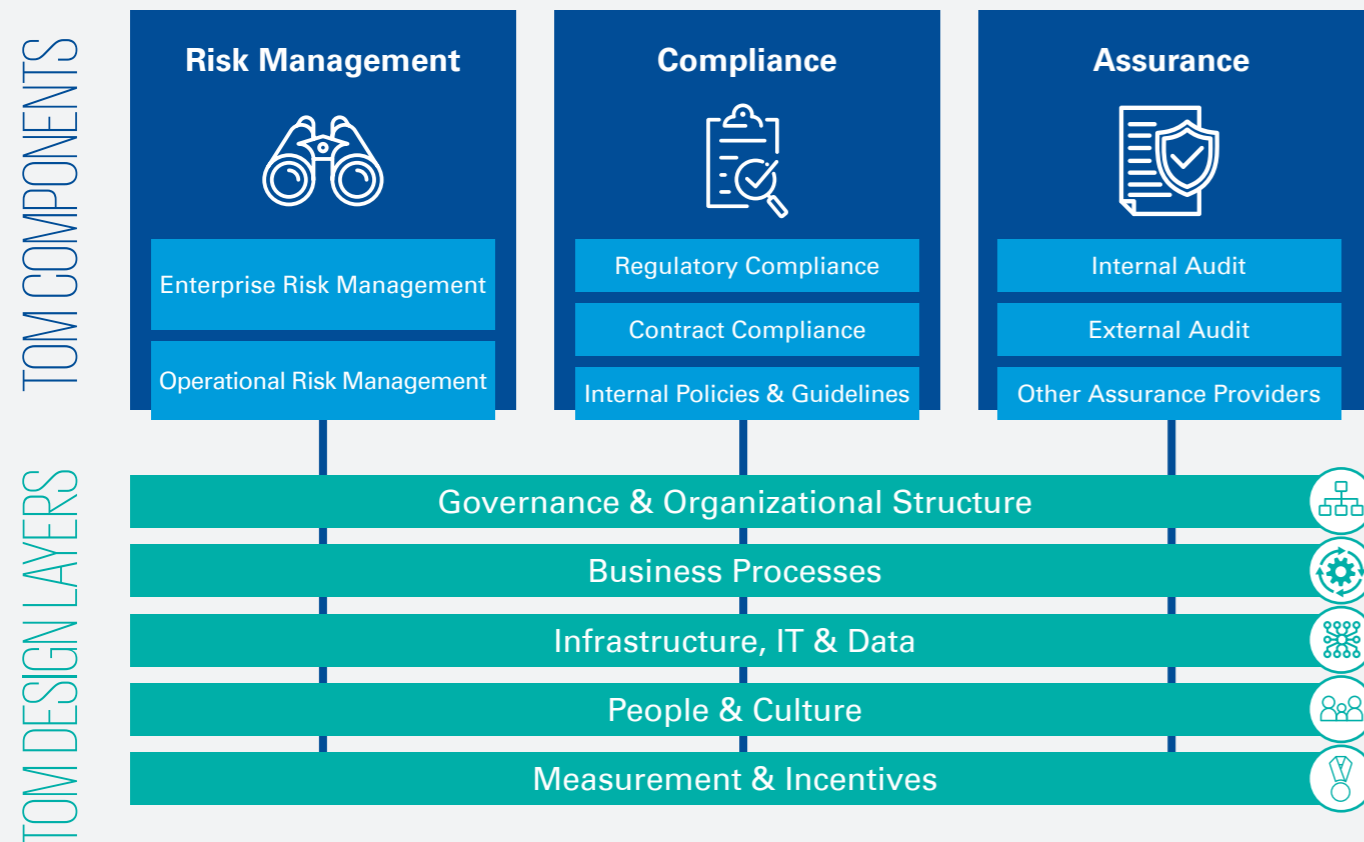 TOM COMPONENTS
Risk Management
Enterprise Risk Management
Operational Risk Management
Compliance
Regulatory Compliance
Contract Compliance
Internal Policies & Guidelines
Assurance
Internal Audit
External Audit
Other Assurance Providers
TOM DESIGN LAYERS
Governance & Organizational Structure
Business Processes
Infrastructure, IT & Data
People & Culture
Measurement & Incentives